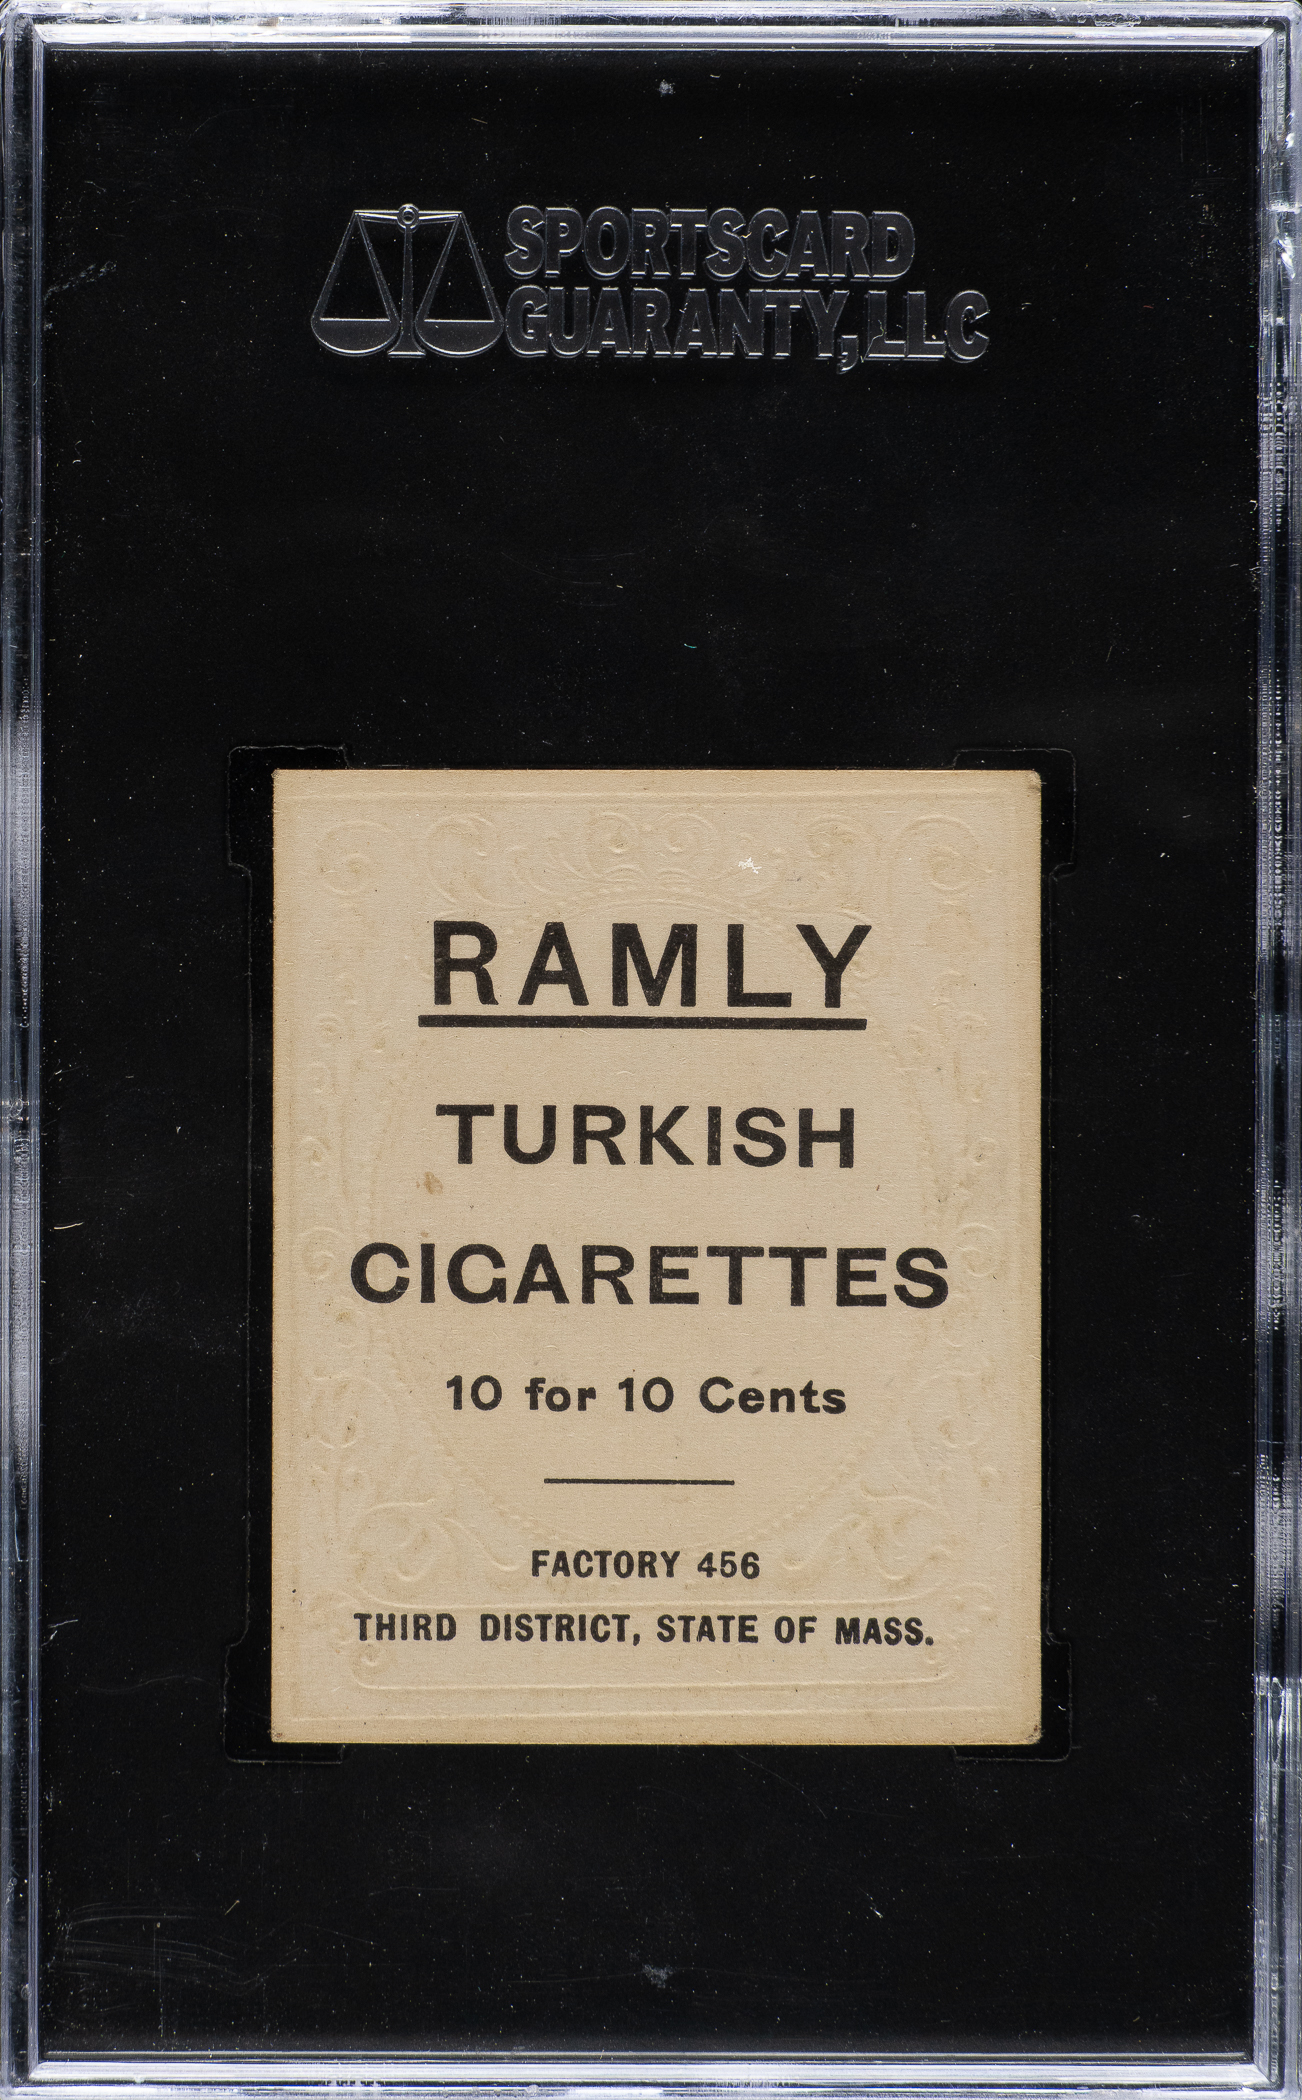 SPORTSCARD
GUARANTY, LLC
RAMLY
TURKISH
CIGARETTES
10 for 10 Cents
FACTORY 456
THIRD DISTRICT, STATE OF MASS.